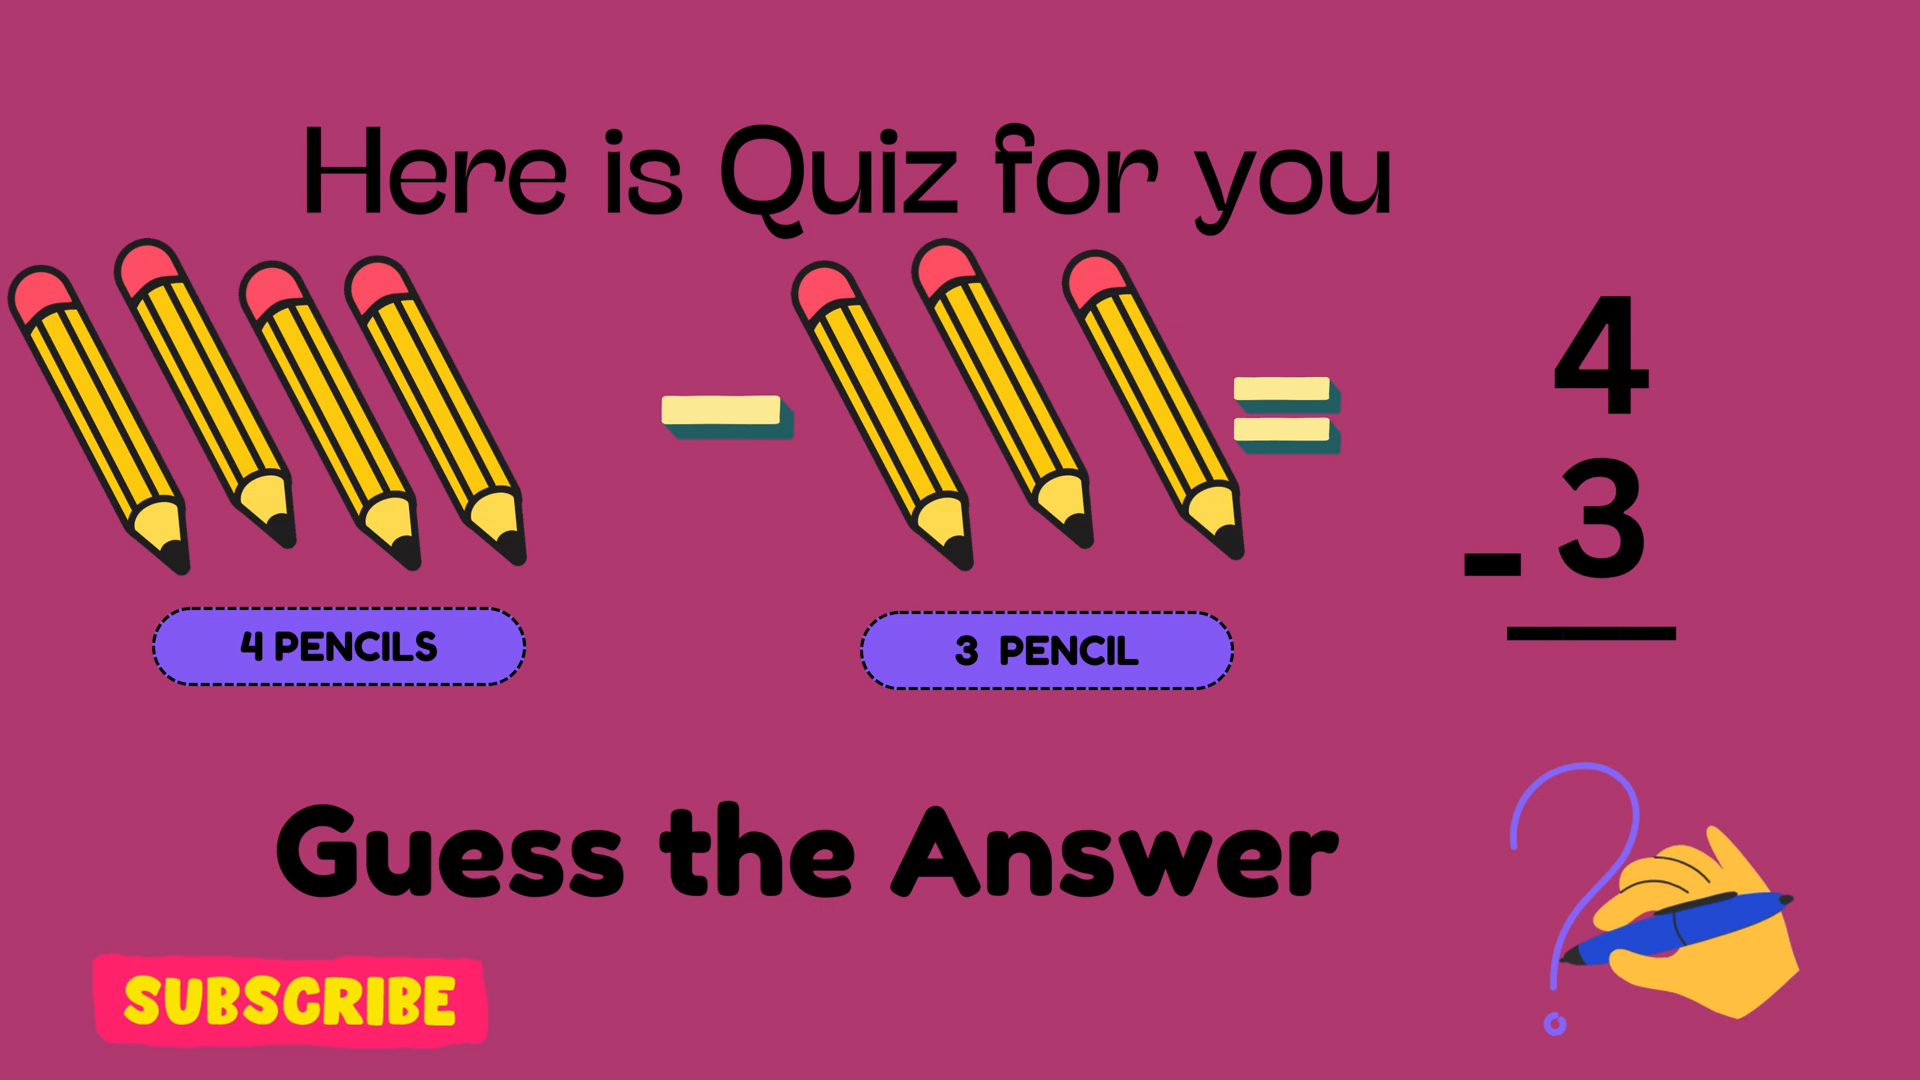 Here is Quiz for you
4
3
-
4 PENCILS
3 PENCIL
Guess the Answer
SUBSCRIBE